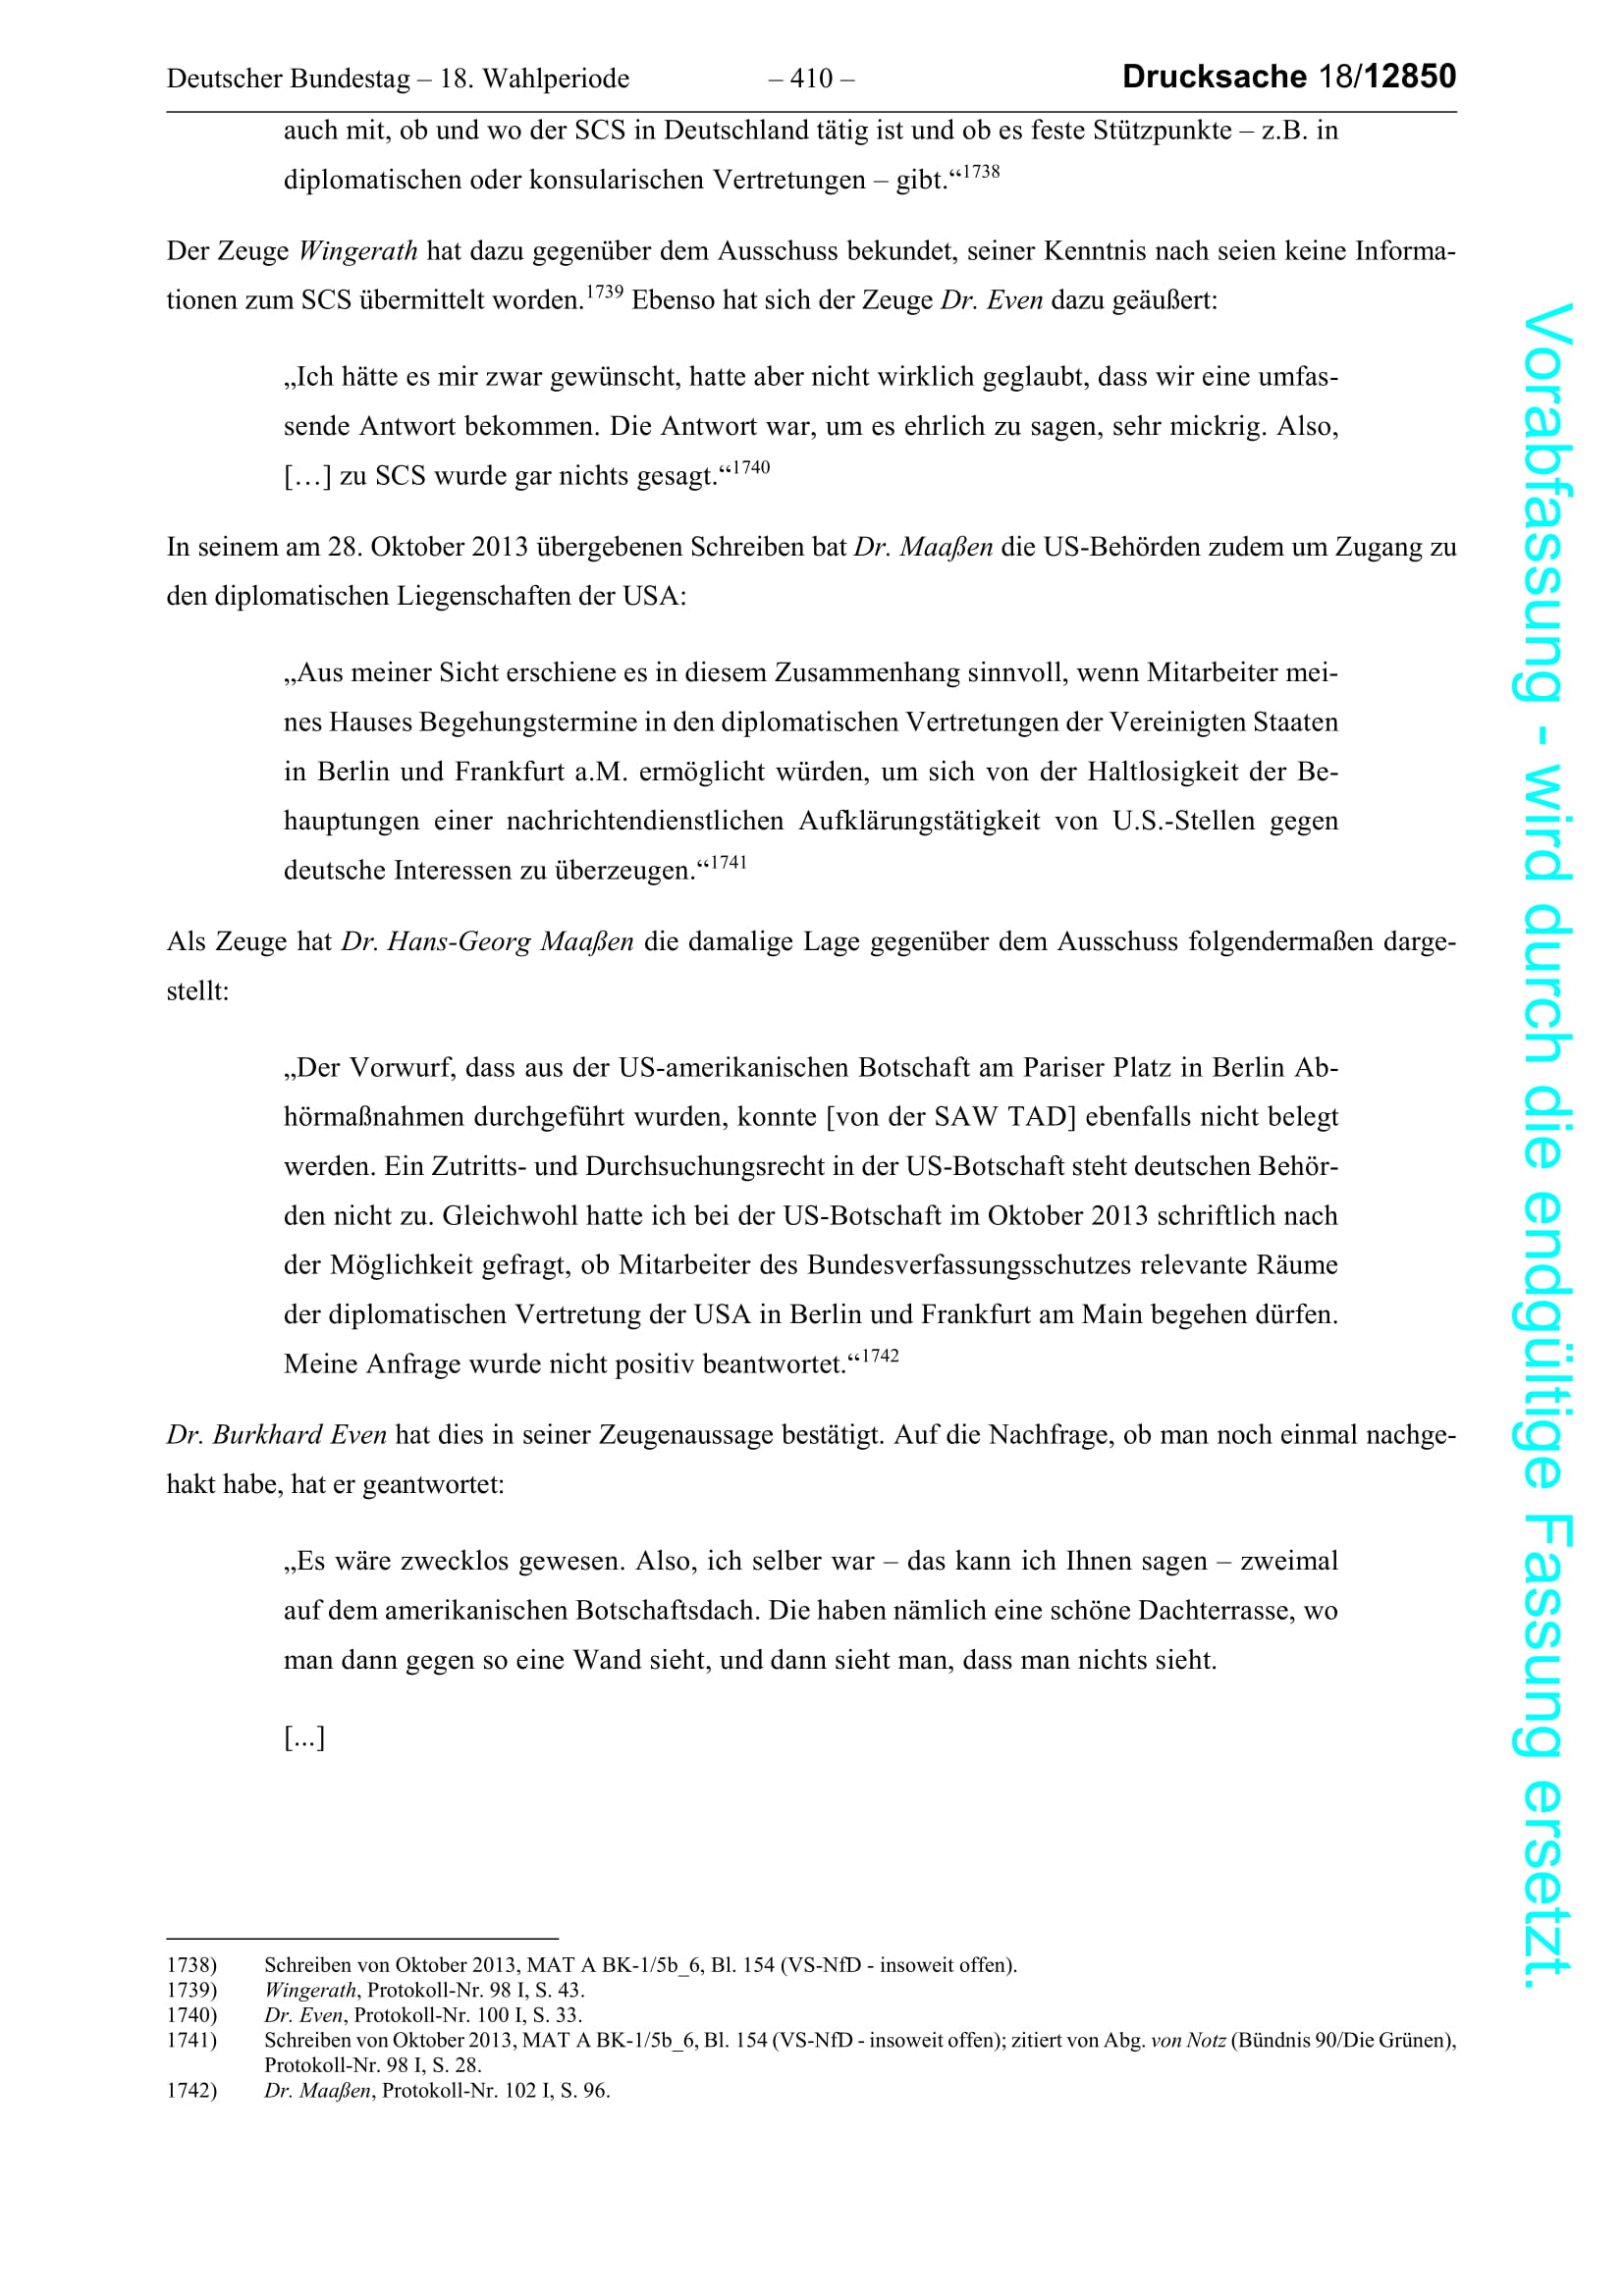 Deutscher Bundestag – 18. Wahlperiode – 410 – Drucksache 18/12850
auch mit, ob und wo der SCS in Deutschland tätig ist und ob es feste Stützpunkte – z.B. in
diplomatischen oder konsularischen Vertretungen – gibt.“1738
Der Zeuge Wingerath hat dazu gegenüber dem Ausschuss bekundet, seiner Kenntnis nach seien keine Informa-
tionen zum SCS übermittelt worden.1739 Ebenso hat sich der Zeuge Dr. Even dazu geäußert:
„Ich hätte es mir zwar gewünscht, hatte aber nicht wirklich geglaubt, dass wir eine umfas-
sende Antwort bekommen. Die Antwort war, um es ehrlich zu sagen, sehr mickrig. Also,
[…] zu SCS wurde gar nichts gesagt.“1740
In seinem am 28. Oktober 2013 übergebenen Schreiben bat Dr. Maaßen die US-Behörden zudem um Zugang zu
den diplomatischen Liegenschaften der USA:
„Aus meiner Sicht erschiene es in diesem Zusammenhang sinnvoll, wenn Mitarbeiter mei-
nes Hauses Begehungstermine in den diplomatischen Vertretungen der Vereinigten Staaten
in Berlin und Frankfurt a.M. ermöglicht würden, um sich von der Haltlosigkeit der Be-
hauptungen einer nachrichtendienstlichen Aufklärungstätigkeit von U.S.-Stellen gegen
deutsche Interessen zu überzeugen.“1741
Als Zeuge hat Dr. Hans-Georg Maaßen die damalige Lage gegenüber dem Ausschuss folgendermaßen darge-
stellt:
„Der Vorwurf, dass aus der US-amerikanischen Botschaft am Pariser Platz in Berlin Ab-
hörmaßnahmen durchgeführt wurden, konnte [von der SAW TAD] ebenfalls nicht belegt
werden. Ein Zutritts- und Durchsuchungsrecht in der US-Botschaft steht deutschen Behör-
den nicht zu. Gleichwohl hatte ich bei der US-Botschaft im Oktober 2013 schriftlich nach
der Möglichkeit gefragt, ob Mitarbeiter des Bundesverfassungsschutzes relevante Räume
der diplomatischen Vertretung der USA in Berlin und Frankfurt am Main begehen dürfen.
Meine Anfrage wurde nicht positiv beantwortet.“1742
Dr. Burkhard Even hat dies in seiner Zeugenaussage bestätigt. Auf die Nachfrage, ob man noch einmal nachge-
hakt habe, hat er geantwortet:
„Es wäre zwecklos gewesen. Also, ich selber war – das kann ich Ihnen sagen – zweimal
auf dem amerikanischen Botschaftsdach. Die haben nämlich eine schöne Dachterrasse, wo
man dann gegen so eine Wand sieht, und dann sieht man, dass man nichts sieht.
[...]
1738) Schreiben von Oktober 2013, MAT A BK-1/5b_6, Bl. 154 (VS-NfD - insoweit offen).
1739) Wingerath, Protokoll-Nr. 98 I, S. 43.
1740) Dr. Even, Protokoll-Nr. 100 I, S. 33.
1741) Schreiben von Oktober 2013, MAT A BK-1/5b_6, Bl. 154 (VS-NfD - insoweit offen); zitiert von Abg. von Notz (Bündnis 90/Die Grünen),
Protokoll-Nr. 98 I, S. 28.
1742) Dr. Maaßen, Protokoll-Nr. 102 I, S. 96.
Vorabfassung - wird durch die endgültige Fassung ersetzt.